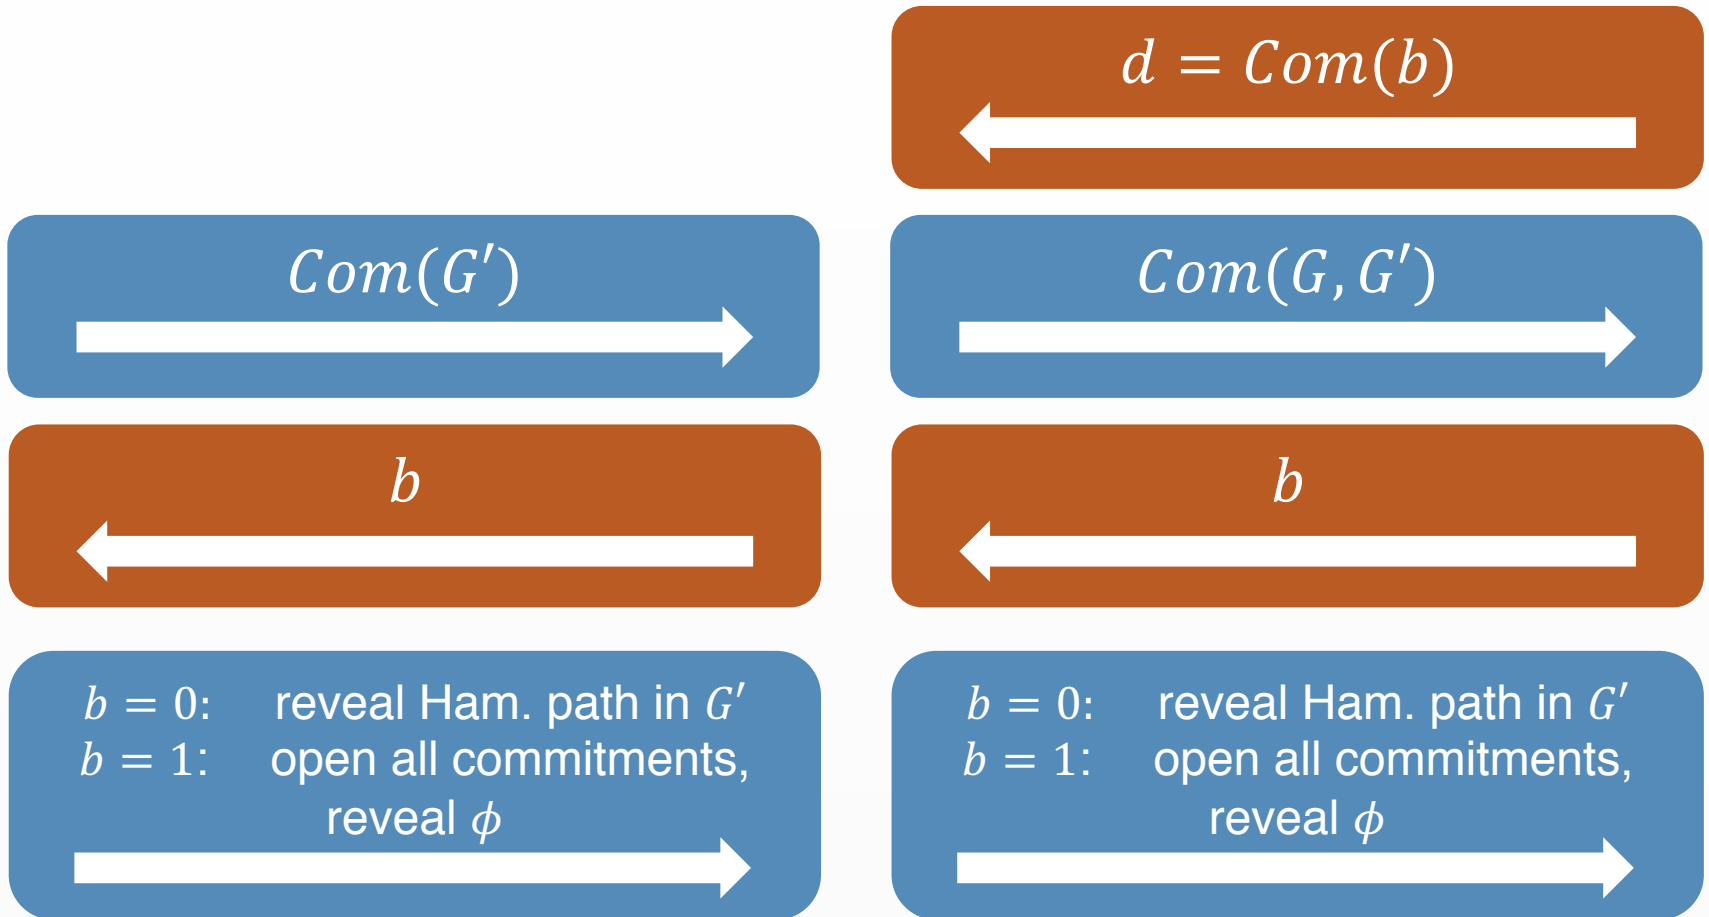 d = Com(b)
Com(G′)
Com(G, G′)
b
b
b = 0: reveal Ham. path in G′
b = 1: open all commitments,
reveal ϕ
b = 0: reveal Ham. path in G′
b = 1: open all commitments,
reveal ϕ